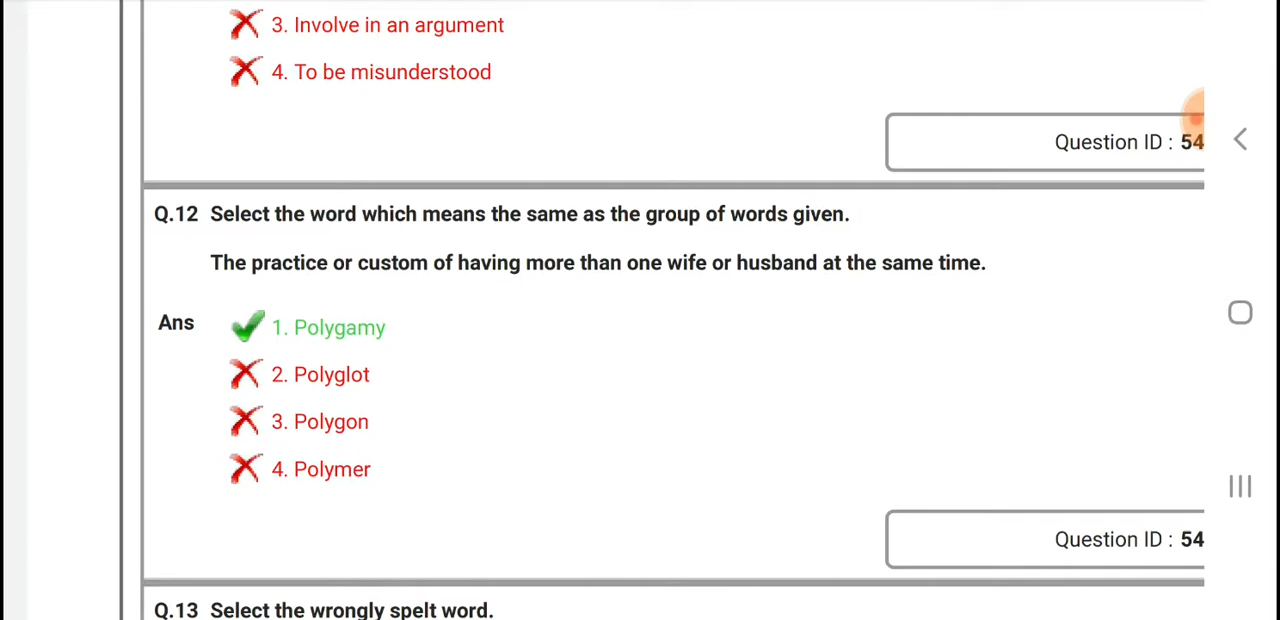 3. Involve in an argument
4. To be misunderstood
Question ID : 54
Q.12 Select the word which means the same as the group of words given.
The practice or custom of having more than one wife or husband at the same time.
Ans 1. Polygamy
2. Polyglot
3. Polygon
4. Polymer
Question ID : 54
Q.13 Select the wrongly spelt word.